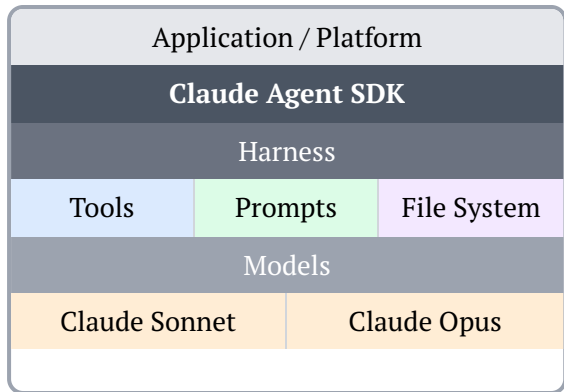 Application / Platform
Claude Agent SDK
Harness
Tools Prompts File System
Models
Claude Sonnet Claude Opus